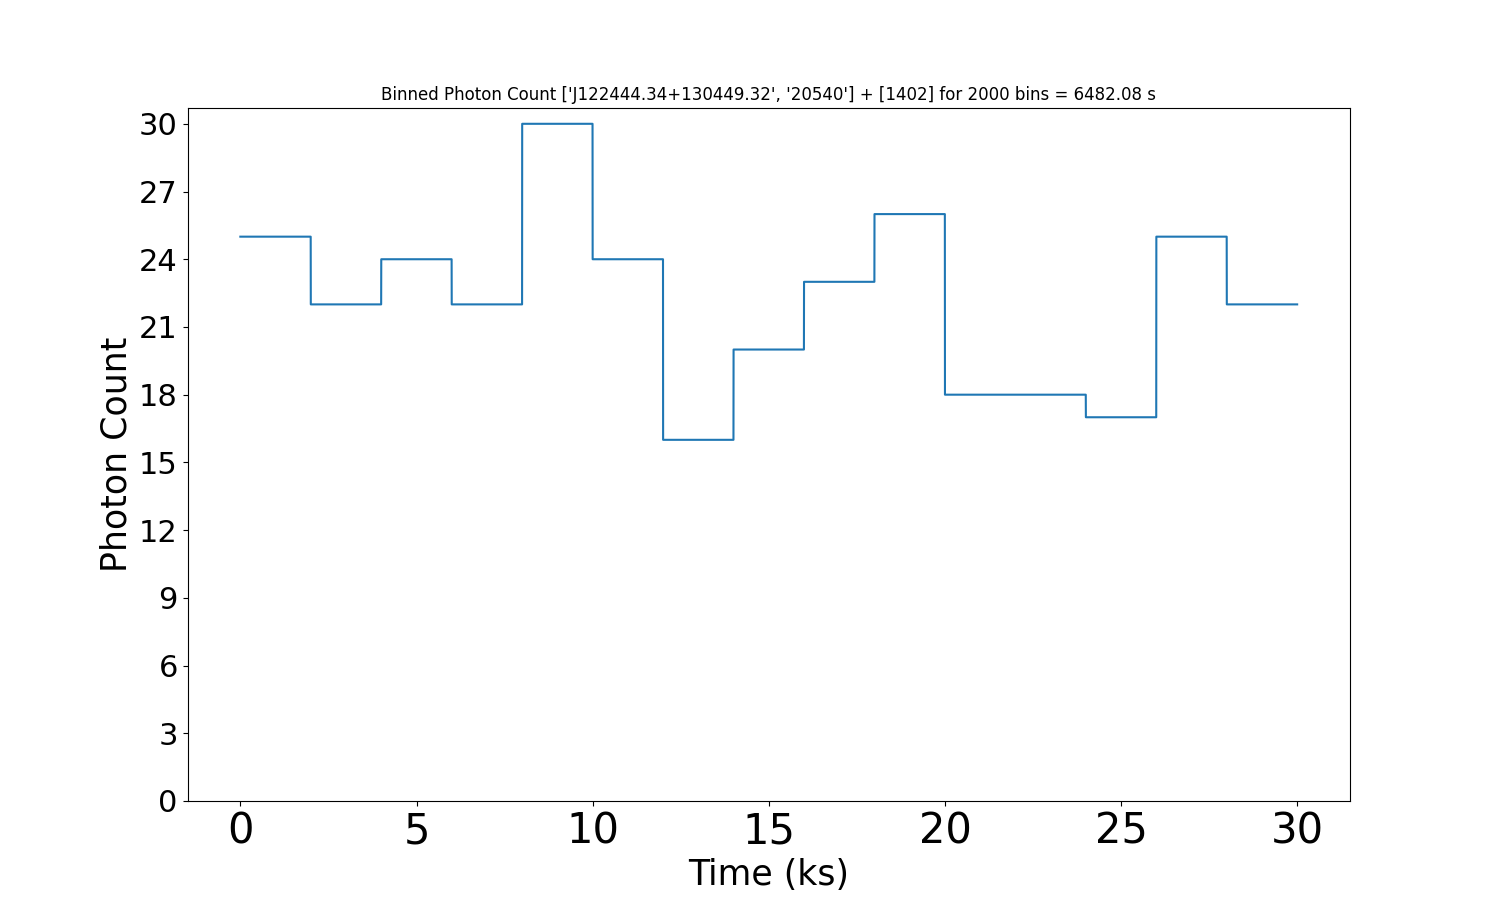 Binned Photon Count ['J122444.34+130449.32', '20540'] + [1402] for 2000 bins = 6482.08 s
30
27
24
21
18
15
12
9
6
3
0
Photon Count
0 5 10 15 20 25 30
Time (ks)